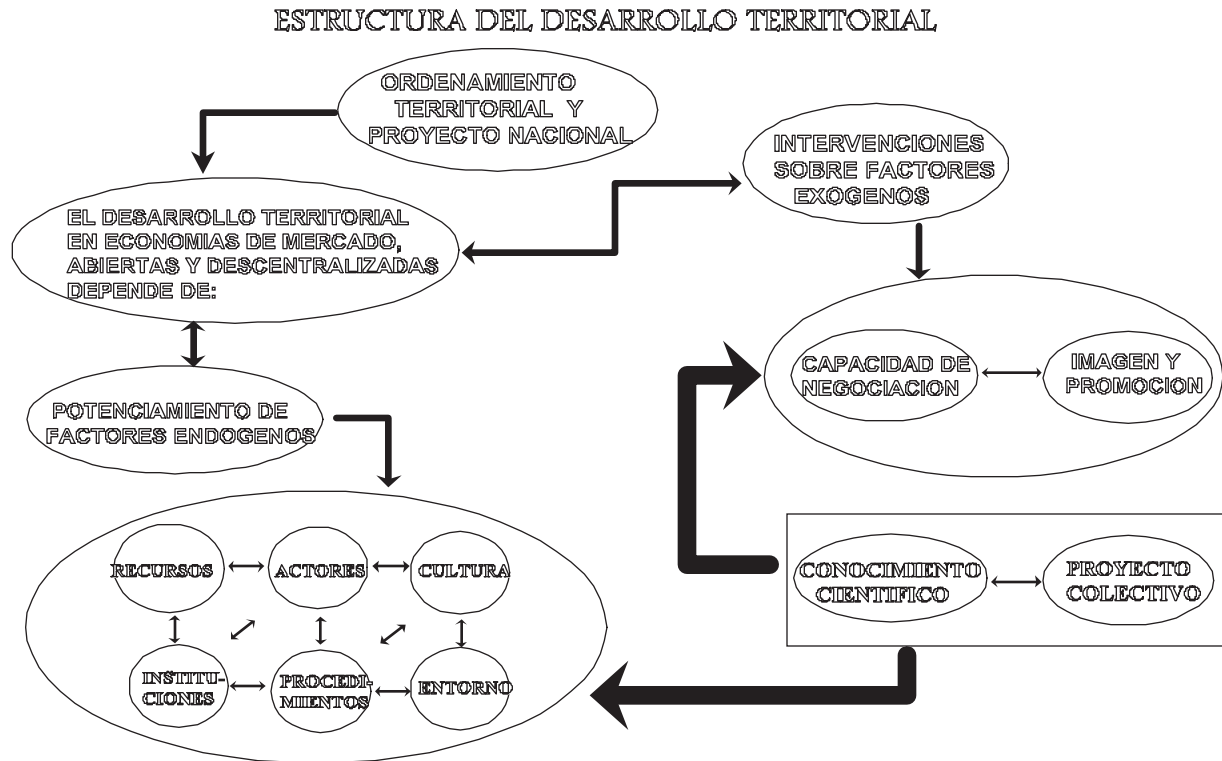 ESTRUCTURA DEL DESARROLLO TERRITORIAL
ORDENAMIENTO
TERRITORIAL Y
PROYECTO NACIONAL
INTERVENCIONES
SOBRE FACTORES
EXOGENOS
EL DESARROLLO TERRITORIAL
EN ECONOMIAS DE MERCADO,
ABIERTAS Y DESCENTRALIZADAS
DEPENDE DE:
CAPACIDAD DE
NEGOCIACION
IMAGEN Y
PROMOCION
POTENCIAMIENTO DE
FACTORES ENDOGENOS
RECURSOS
ACTORES
CULTURA
INSTITU-
CIONES
PROCEDI-
MIENTOS
ENTORNO
CONOCIMIENTO
CIENTIFICO
PROYECTO
COLECTIVO